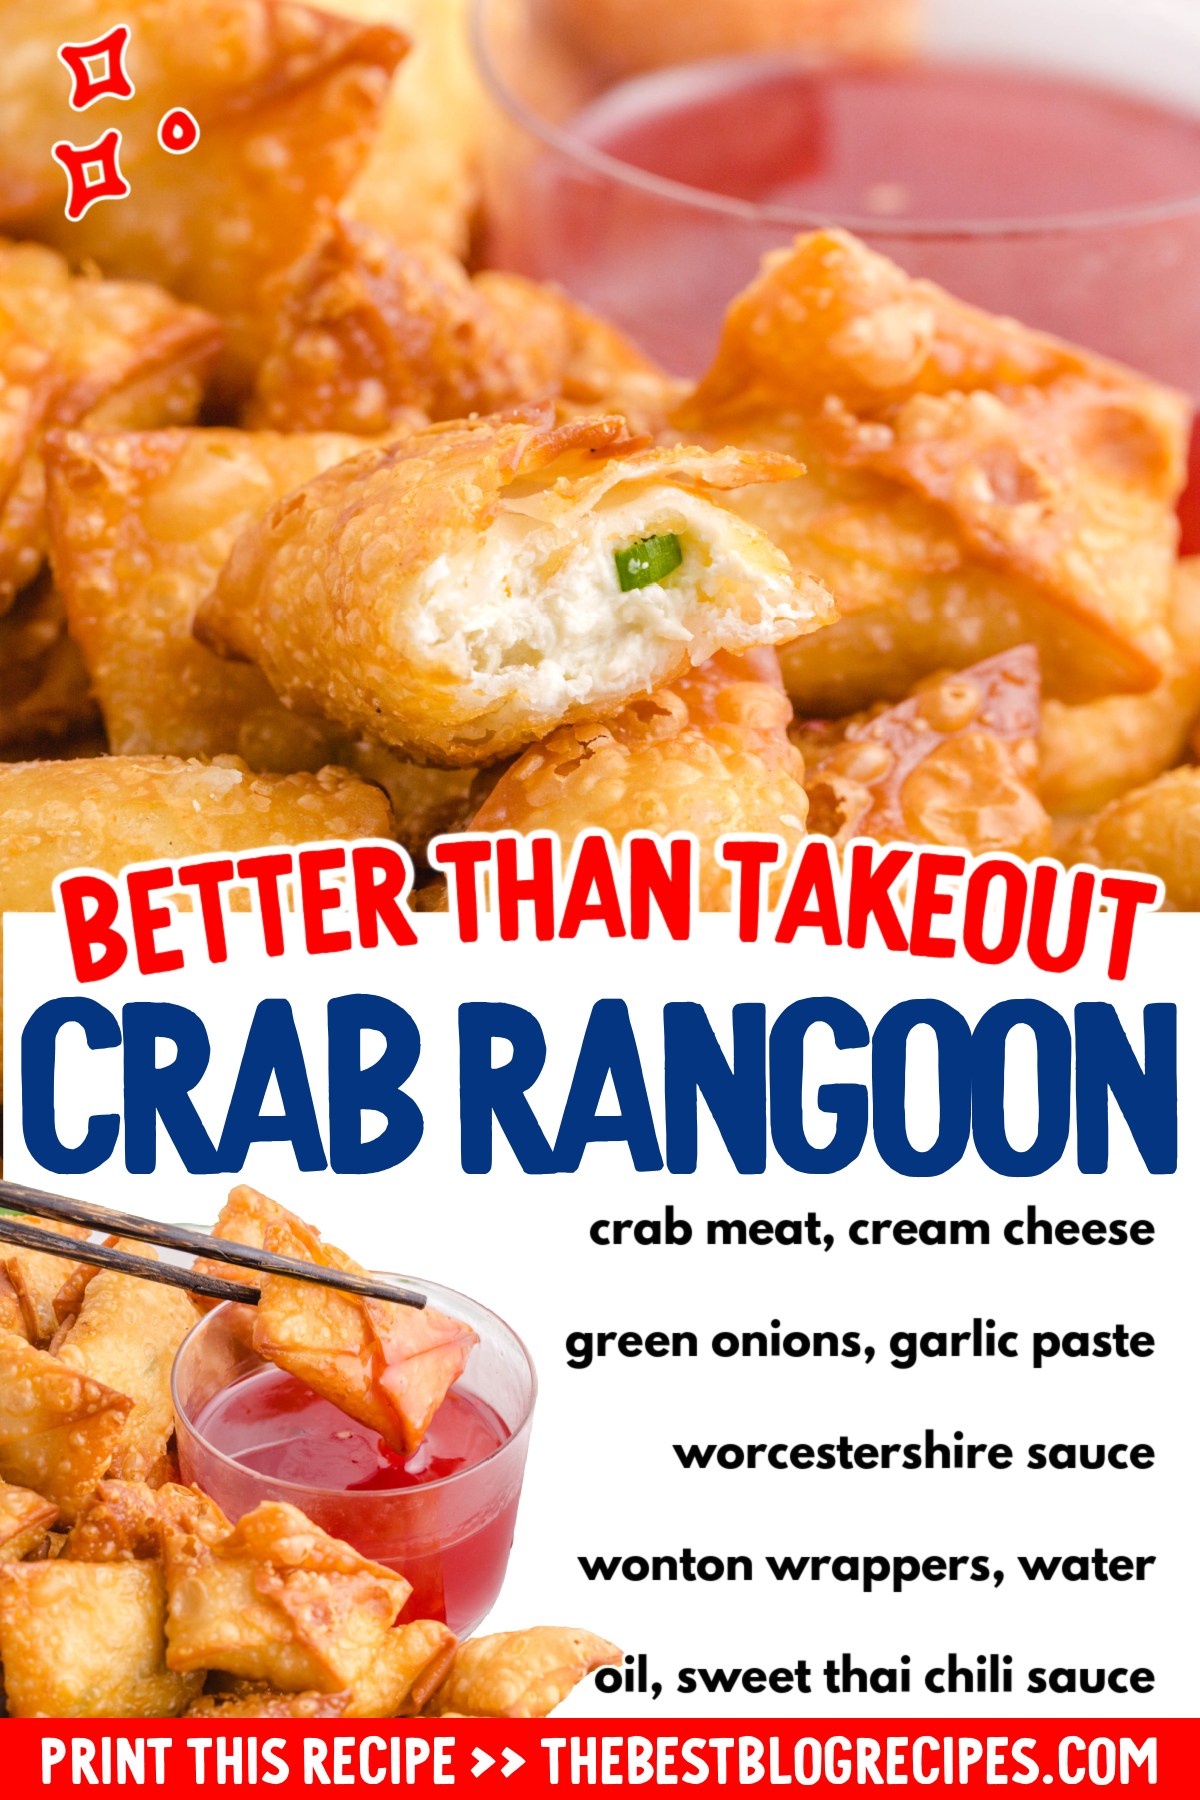 BETTER THAN TAKEOUT
CRAB RANGOON
crab meat, cream cheese
green onions, garlic paste
worcestershire sauce
wonton wrappers, water
oil, sweet thai chili sauce
PRINT THIS RECIPE >> THEBESTBLOGRECIPES.COM